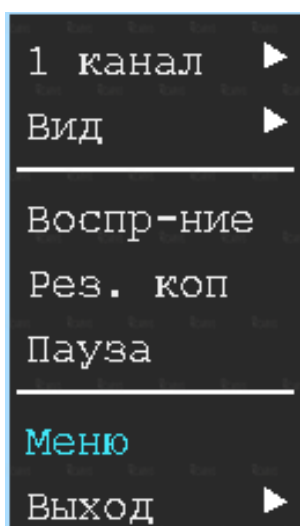 1 канал
Вид
Воспр-ние
Рез. коп
Пауза
Меню
Выход